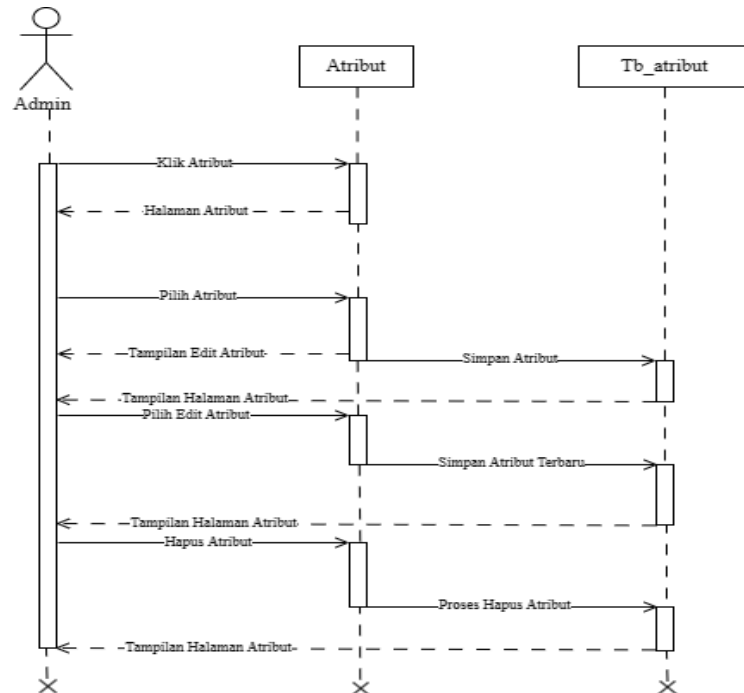 Admin
Atribut
Tb_atribut
Klik Atribut
Halaman Atribut
Pilih Atribut
Tampilan Edit Atribut
Simpan Atribut
Tampilan Halaman Atribut
Pilih Edit Atribut
Simpan Atribut Terbaru
Tampilan Halaman Atribut
Hapus Atribut
Proses Hapus Atribut
Tampilan Halaman Atribut